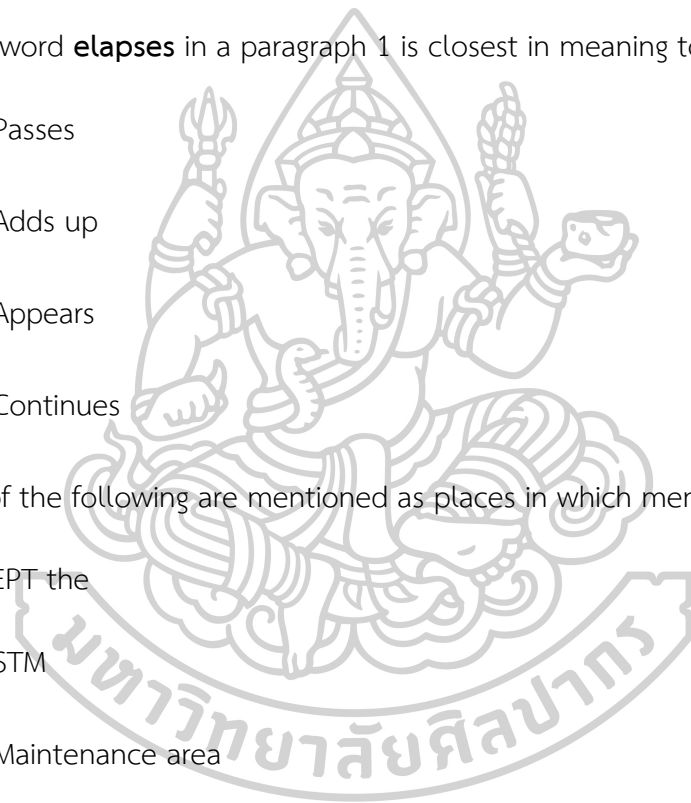 word elapses in a paragraph 1 is closest in meaning to
Passes
Adds up
Appears
Continues
of the following are mentioned as places in which
EPT the
STM
Maintenance area
มหาวิทยาลัยศิลปากร